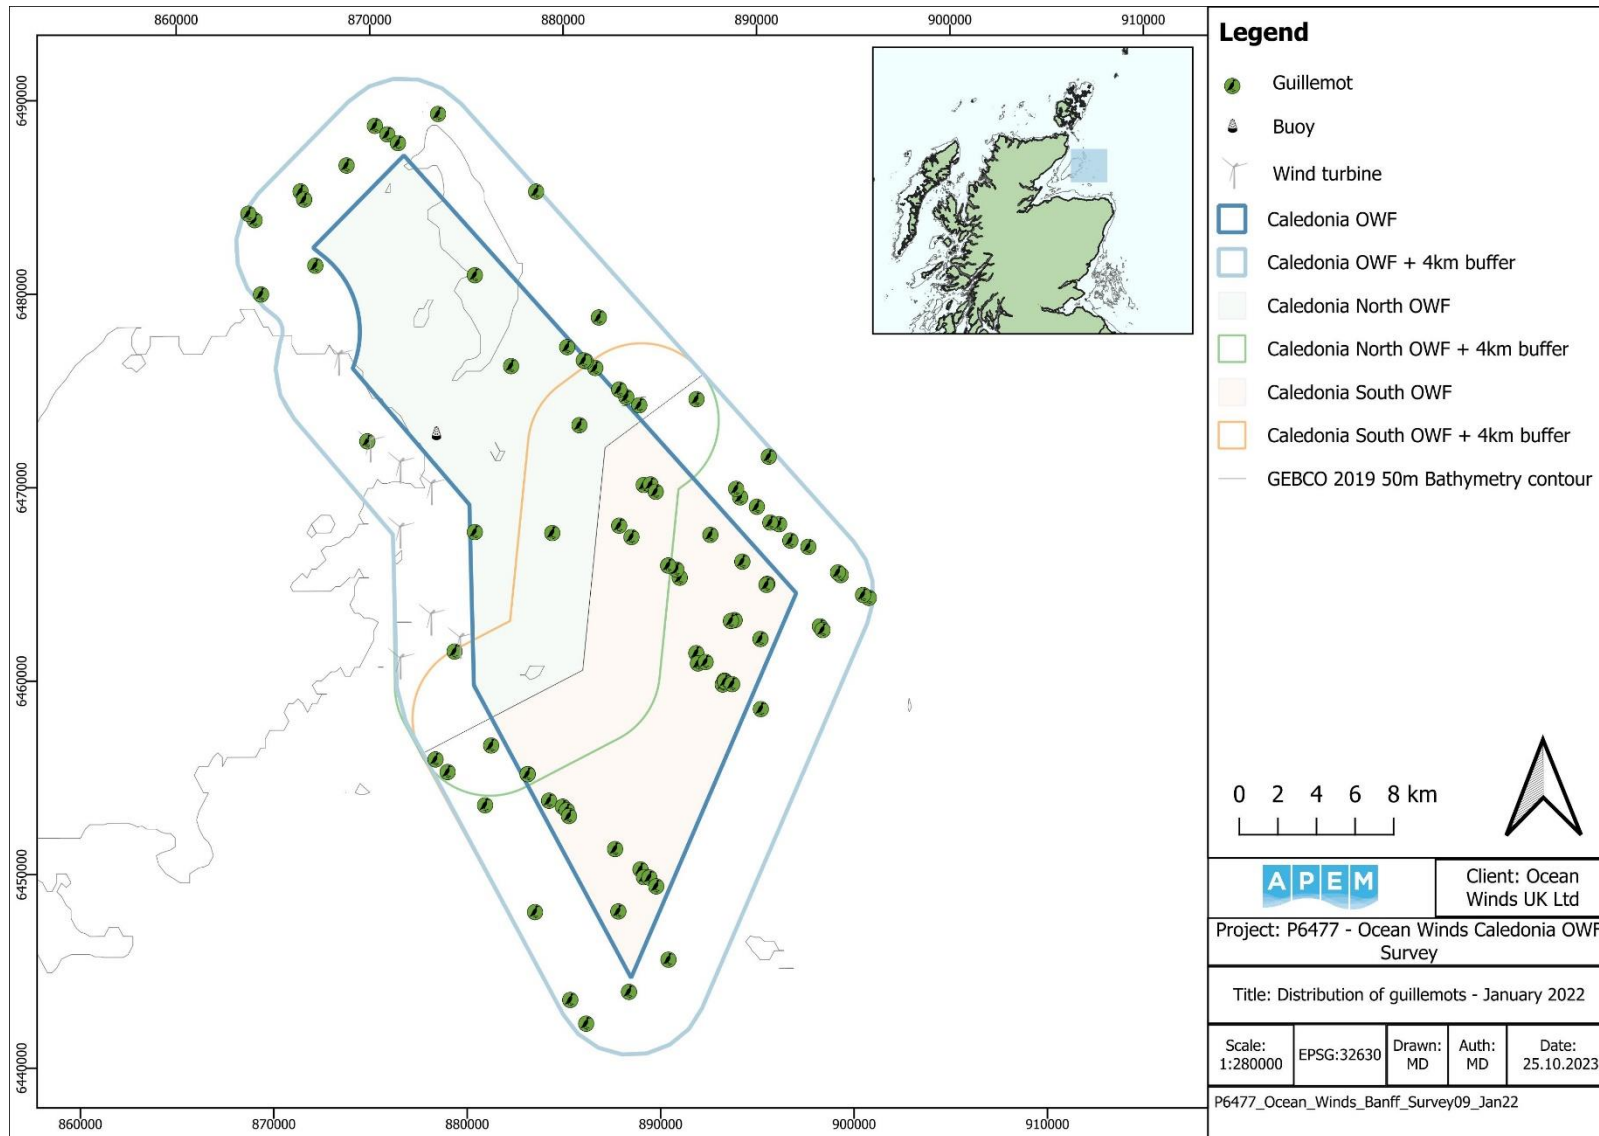 860000 870000 880000 890000 900000 910000
6490000
6480000
6470000
6460000
6450000
6440000
860000 870000 880000 890000 900000 910000
Legend
Guillemot
Buoy
Wind turbine
Caledonia OWF
Caledonia OWF + 4km buffer
Caledonia North OWF
Caledonia North OWF + 4km buffer
Caledonia South OWF
Caledonia South OWF + 4km buffer
GEBCO 2019 50m Bathymetry contour
0 2 4 6 8 km
APEM
Client: Ocean
Winds UK Ltd
Project: P6477 - Ocean Winds Caledonia OWF
Survey
Title: Distribution of guillemots - January 2022
Scale:
1:280000
EPSG:32630
Drawn:
MD
Auth:
MD
Date:
25.10.2023
P6477_Ocean_Winds_Banff_Survey09_Jan22